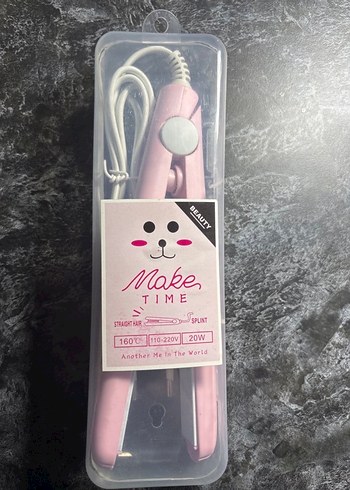 BEAUTY
Make
TIME
STRAIGHT HAIR SPLINT
160℃ 110-220V 20W
Another Me In The World